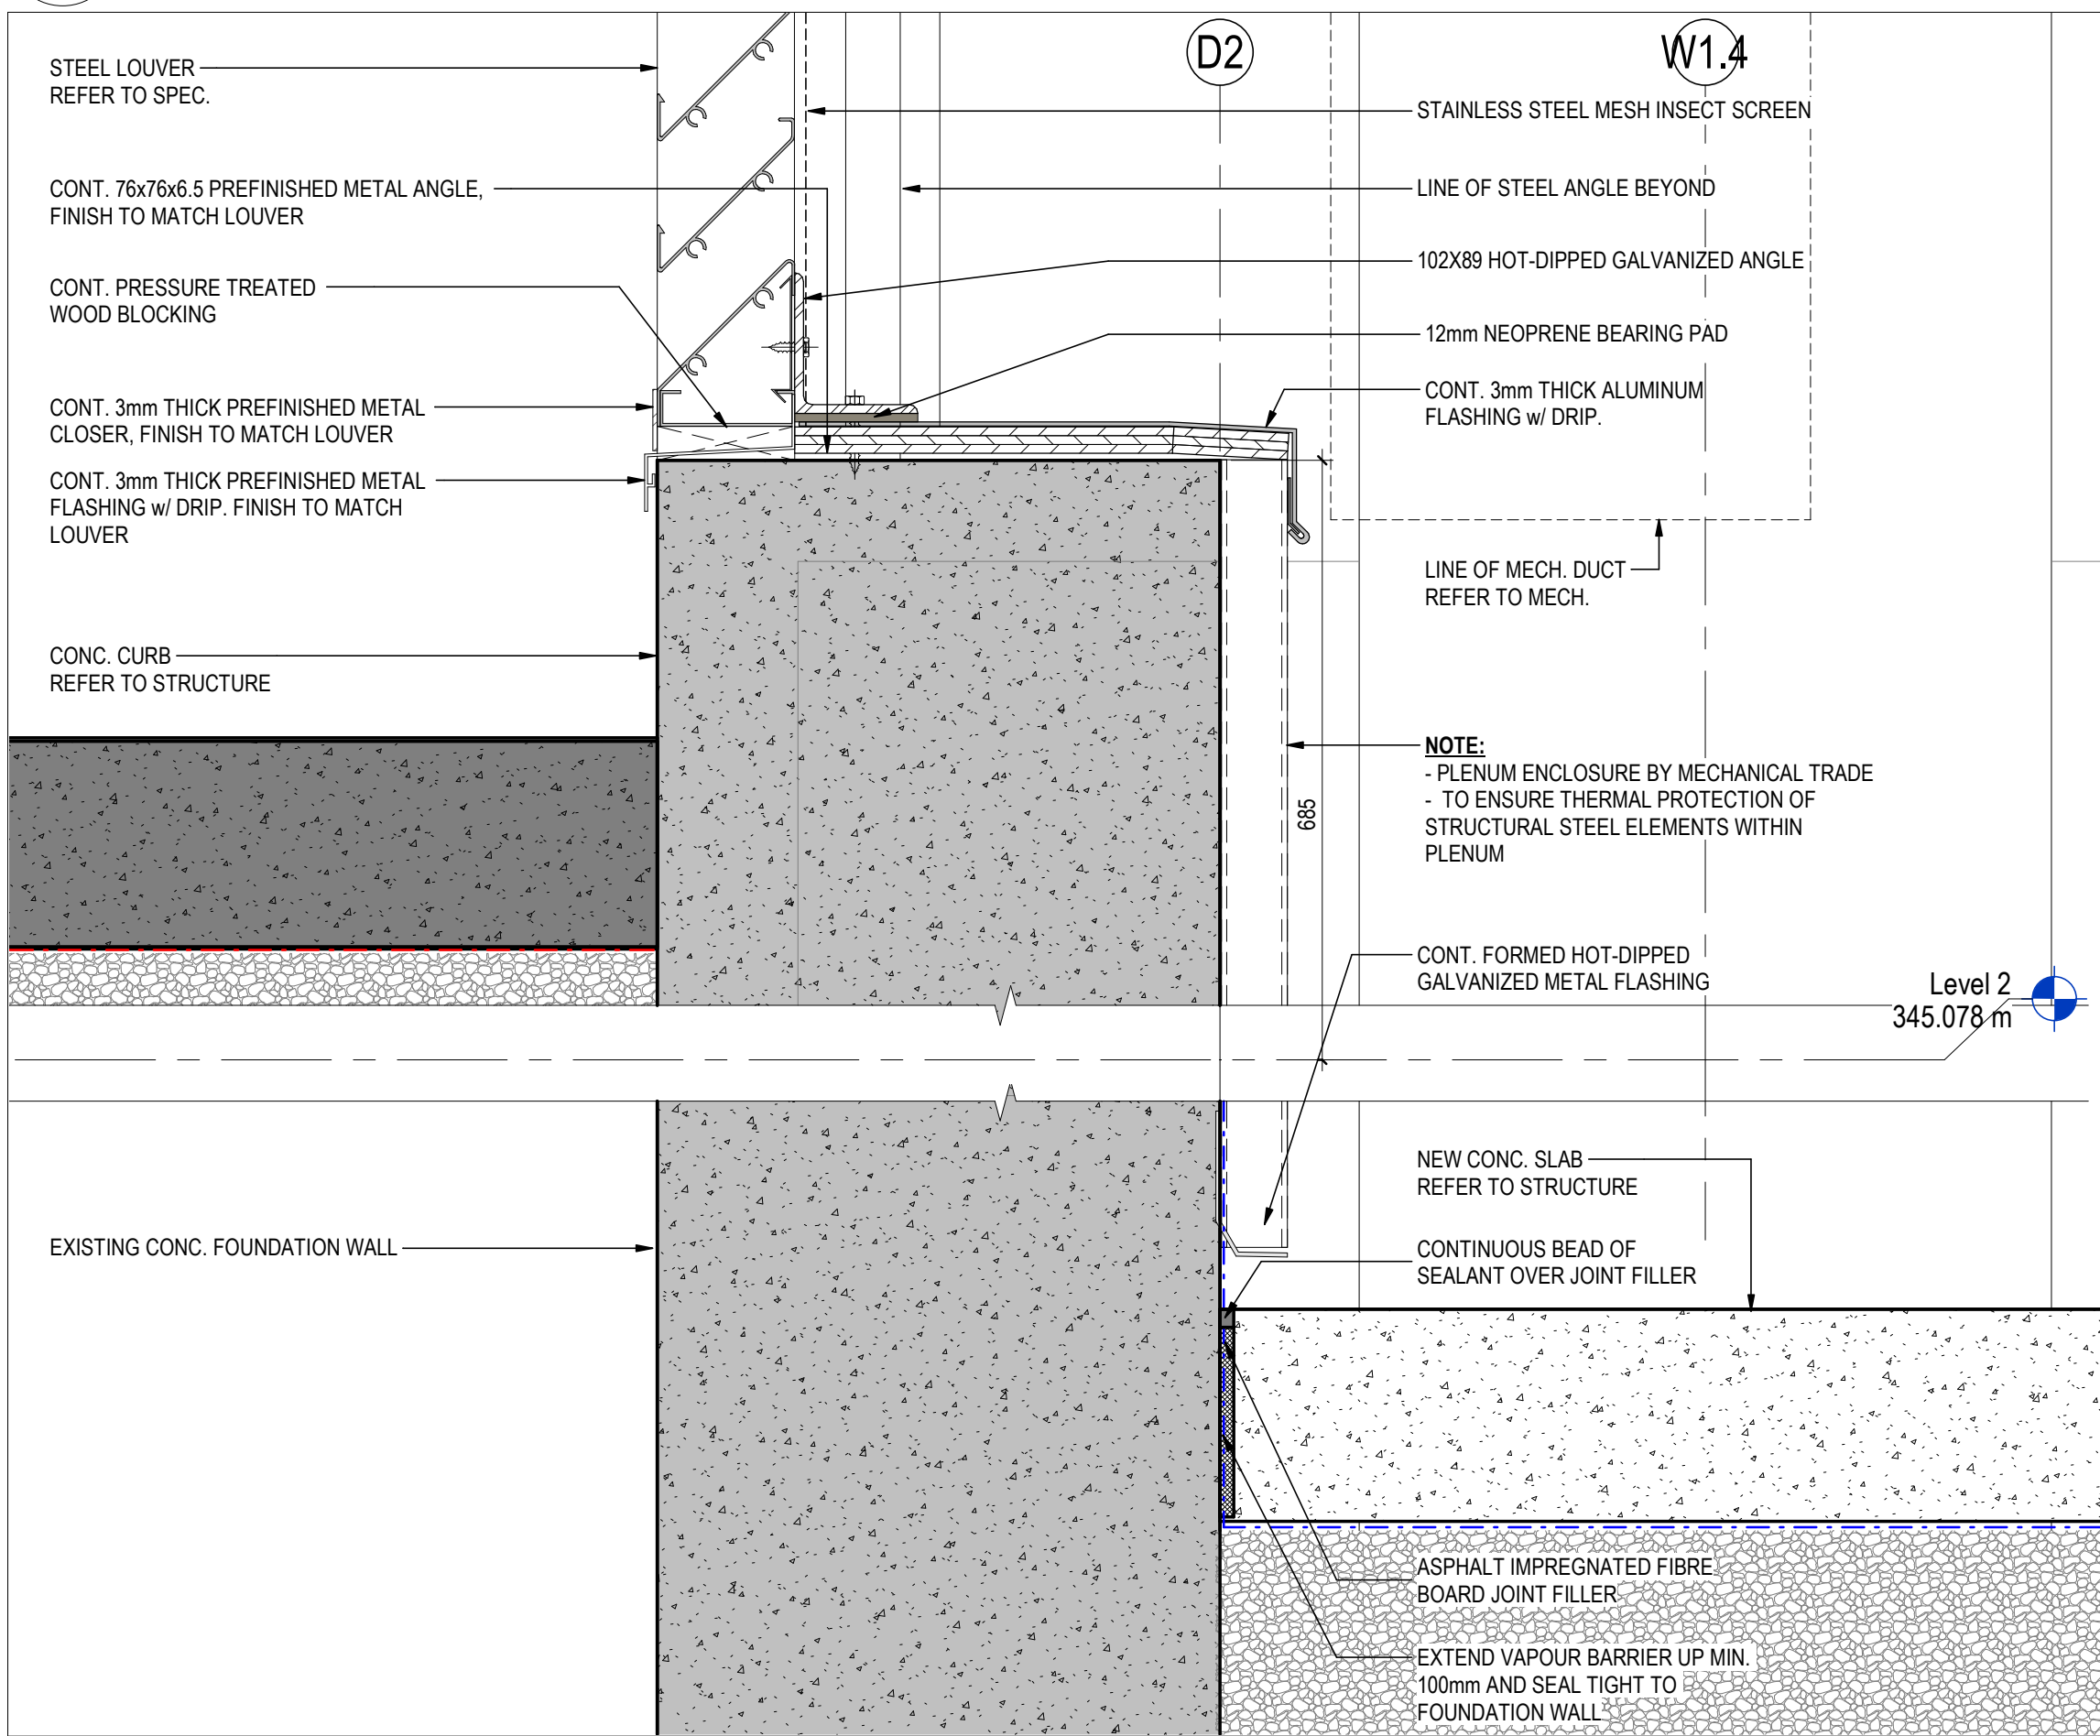 D2
W1.4
STEEL LOUVER
REFER TO SPEC.
CONT. 76x76x6.5 PREFINISHED METAL ANGLE,
FINISH TO MATCH LOUVER
CONT. PRESSURE TREATED
WOOD BLOCKING
CONT. 3mm THICK PREFINISHED METAL
CLOSER, FINISH TO MATCH LOUVER
CONT. 3mm THICK PREFINISHED METAL
FLASHING w/ DRIP. FINISH TO MATCH
LOUVER
CONC. CURB
REFER TO STRUCTURE
EXISTING CONC. FOUNDATION WALL
STAINLESS STEEL MESH INSECT SCREEN
LINE OF STEEL ANGLE BEYOND
102X89 HOT-DIPPED GALVANIZED ANGLE
12mm NEOPRENE BEARING PAD
CONT. 3mm THICK ALUMINUM
FLASHING w/ DRIP.
LINE OF MECH. DUCT
REFER TO MECH.
NOTE:
- PLENUM ENCLOSURE BY MECHANICAL TRADE
- TO ENSURE THERMAL PROTECTION OF
STRUCTURAL STEEL ELEMENTS WITHIN
PLENUM
685
CONT. FORMED HOT-DIPPED
GALVANIZED METAL FLASHING
Level 2
345.078 m
NEW CONC. SLAB
REFER TO STRUCTURE
CONTINUOUS BEAD OF
SEALANT OVER JOINT FILLER
ASPHALT IMPREGNATED FIBRE
BOARD JOINT FILLER
EXTEND VAPOUR BARRIER UP MIN.
100mm AND SEAL TIGHT TO
FOUNDATION WALL